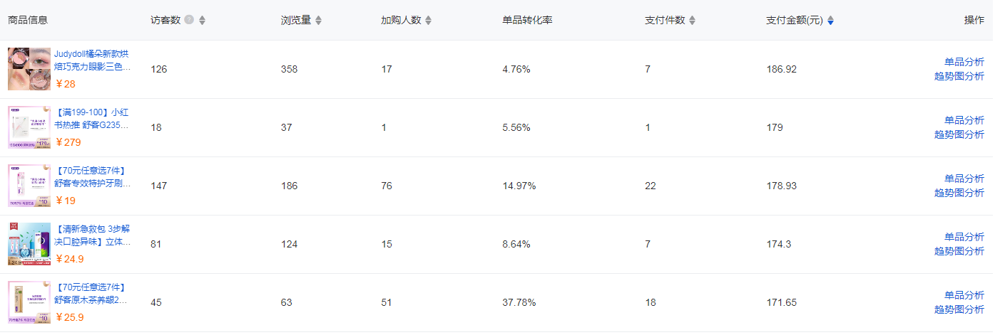 商品信息 访客数 ? 浏览量 加购人数 单品转化率 支付件数 支付金额(元) 操作
Judydoll橘朵新款烘
焙巧克力眼影三色...
￥28
126 358 17 4.76% 7 186.92
单品分析
趋势图分析
【满199-100】小红
书热推 舒客G235...
￥279
18 37 1 5.56% 1 179
单品分析
趋势图分析
【70元任意选7件】
舒客专效特护牙刷...
￥19
147 186 76 14.97% 22 178.93
单品分析
趋势图分析
【清新急救包 3步解
决口腔异味】立体...
￥24.9
81 124 15 8.64% 7 174.3
单品分析
趋势图分析
【70元任意选7件】
舒客原木茶养龈2...
￥25.9
45 63 51 37.78% 18 171.65
单品分析
趋势图分析